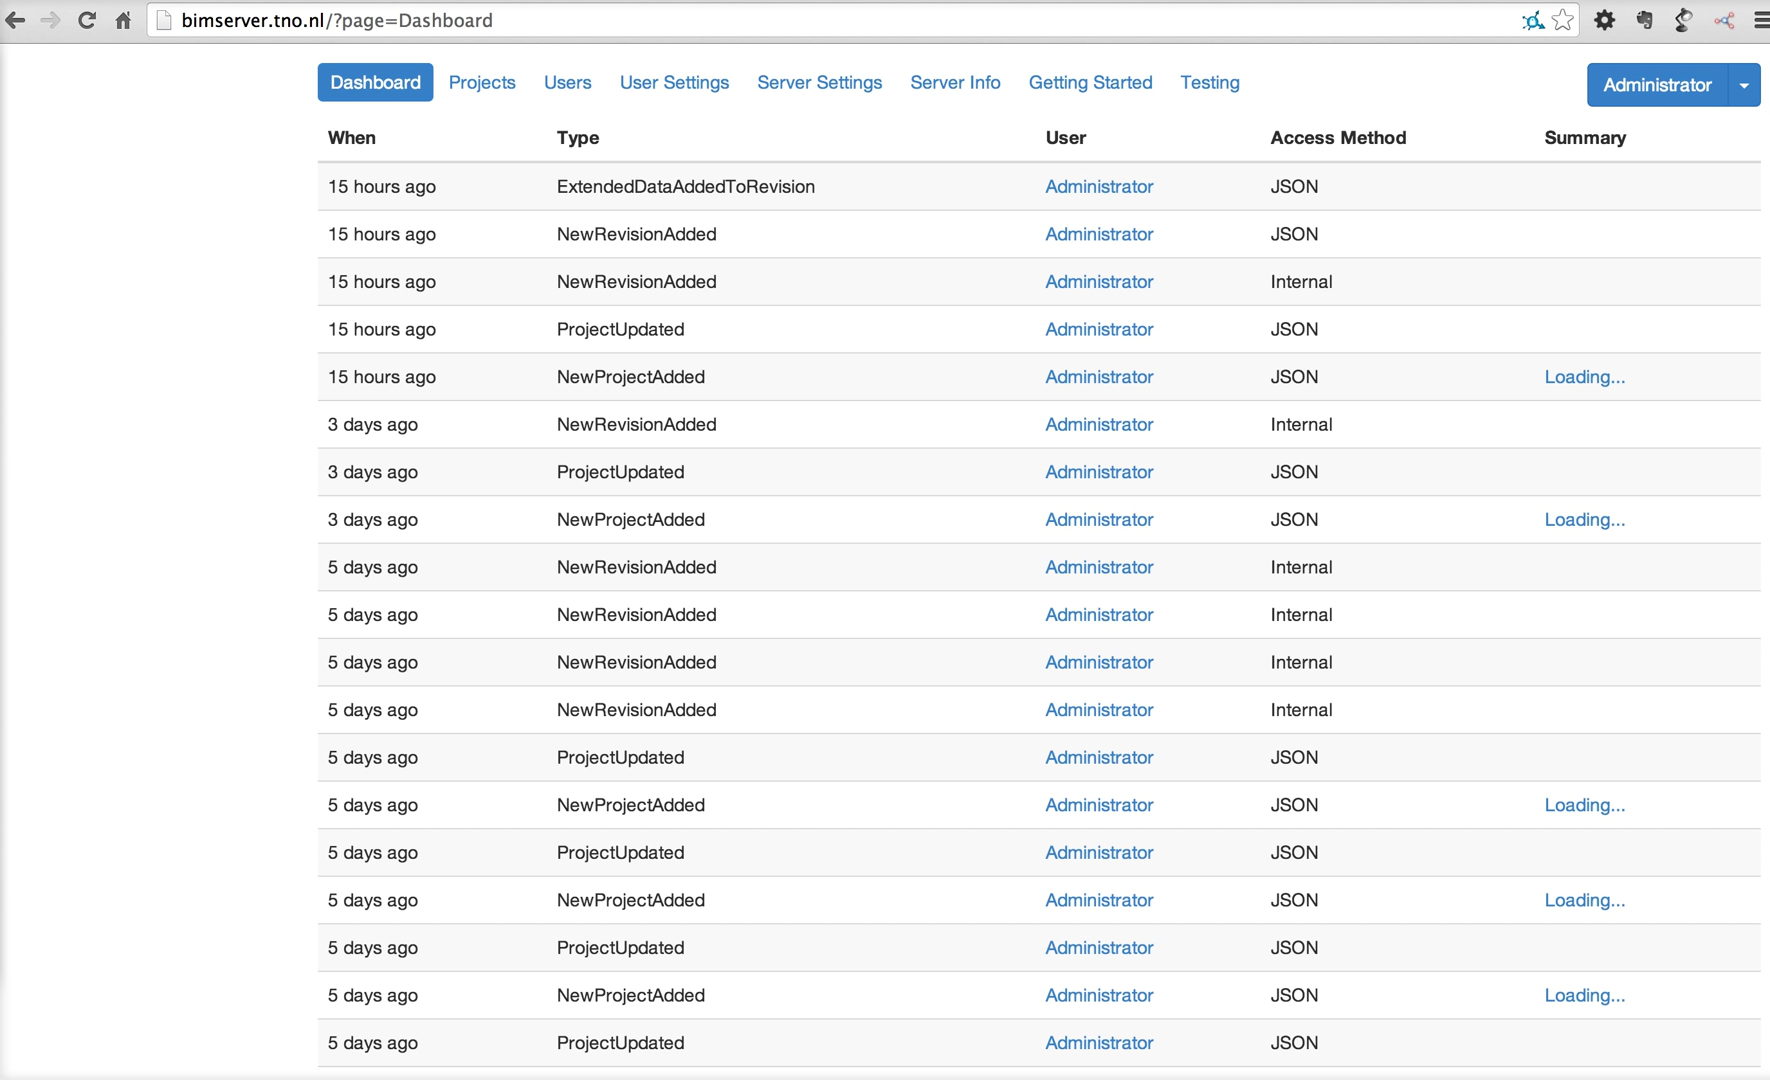 bimserver.tno.nl/?page=Dashboard
Dashboard Projects Users User Settings Server Settings Server Info Getting Started Testing Administrator
When Type User Access Method Summary
15 hours ago ExtendedDataAddedToRevision Administrator JSON
15 hours ago NewRevisionAdded Administrator JSON
15 hours ago NewRevisionAdded Administrator Internal
15 hours ago ProjectUpdated Administrator JSON
15 hours ago NewProjectAdded Administrator JSON Loading...
3 days ago NewRevisionAdded Administrator Internal
3 days ago ProjectUpdated Administrator JSON
3 days ago NewProjectAdded Administrator JSON Loading...
5 days ago NewRevisionAdded Administrator Internal
5 days ago NewRevisionAdded Administrator Internal
5 days ago NewRevisionAdded Administrator Internal
5 days ago NewRevisionAdded Administrator Internal
5 days ago ProjectUpdated Administrator JSON
5 days ago NewProjectAdded Administrator JSON Loading...
5 days ago ProjectUpdated Administrator JSON
5 days ago NewProjectAdded Administrator JSON Loading...
5 days ago ProjectUpdated Administrator JSON
5 days ago NewProjectAdded Administrator JSON Loading...
5 days ago ProjectUpdated Administrator JSON